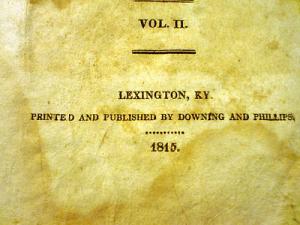 VOL. II.
LEXINGTON, KY.
PRINTED AND PUBLISHED BY DOWNING AND PHILLIPS,
1815.